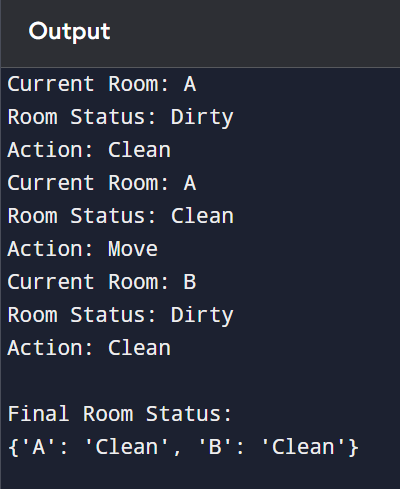 Output
Current Room: A
Room Status: Dirty
Action: Clean
Current Room: A
Room Status: Clean
Action: Move
Current Room: B
Room Status: Dirty
Action: Clean
Final Room Status:
{'A': 'Clean', 'B': 'Clean'}